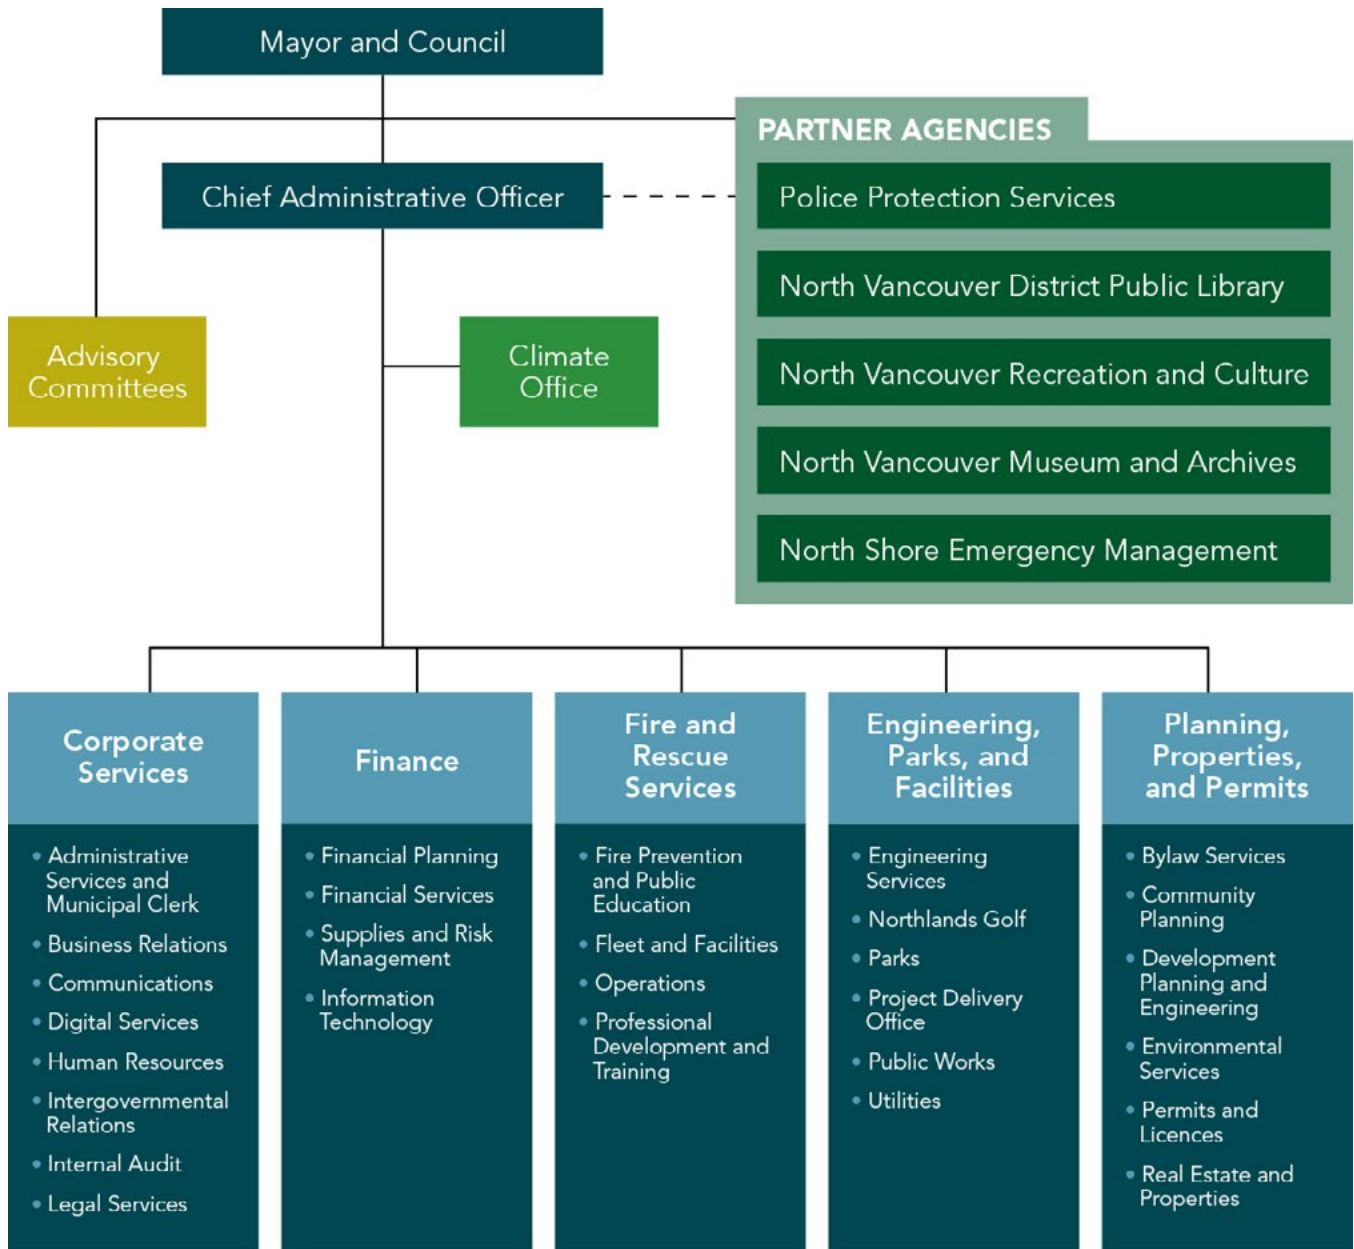 Mayor and Council
PARTNER AGENCIES
Chief Administrative Officer
Police Protection Services
North Vancouver District Public Library
North Vancouver Recreation and Culture
North Vancouver Museum and Archives
North Shore Emergency Management
Advisory
Committees
Climate
Office
Corporate
Services
• Administrative
Services and
Municipal Clerk
• Business Relations
• Communications
• Digital Services
• Human Resources
• Intergovernmental
Relations
• Internal Audit
• Legal Services
Finance
• Financial Planning
• Financial Services
• Supplies and Risk
Management
• Information
Technology
Fire and
Rescue
Services
• Fire Prevention
and Public
Education
• Fleet and Facilities
• Operations
• Professional
Development and
Training
Engineering,
Parks, and
Facilities
• Engineering
Services
• Northlands Golf
• Parks
• Project Delivery
Office
• Public Works
• Utilities
Planning,
Properties,
and Permits
• Bylaw Services
• Community
Planning
• Development
Planning and
Engineering
• Environmental
Services
• Permits and
Licences
• Real Estate and
Properties